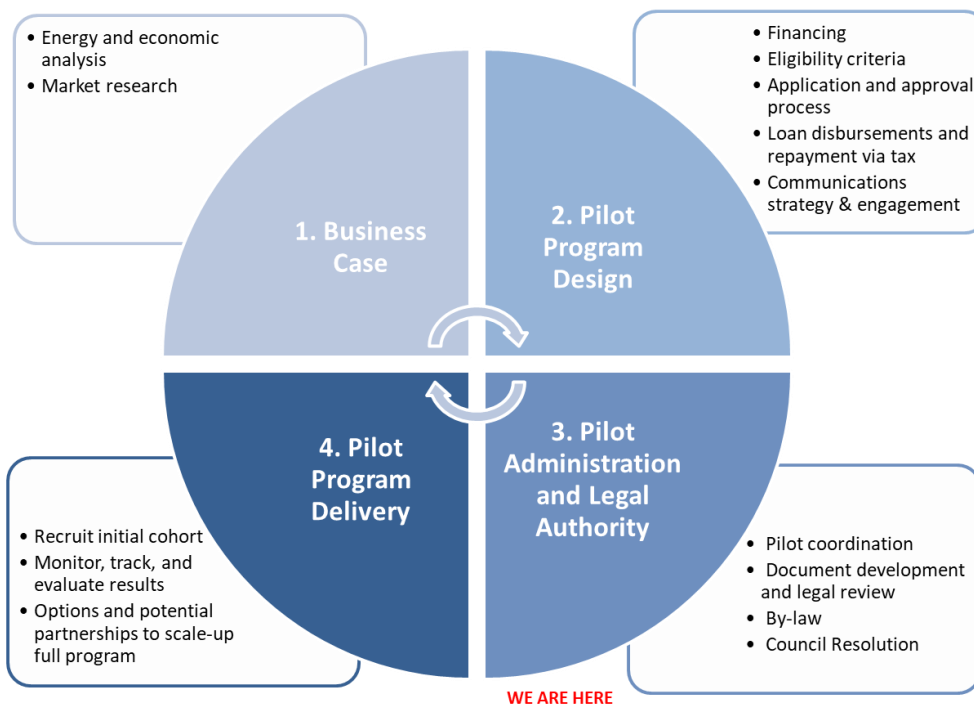 • Energy and economic
analysis
• Market research
1. Business
Case
• Financing
• Eligibility criteria
• Application and approval
process
• Loan disbursements and
repayment via tax
• Communications
strategy & engagement
2. Pilot
Program
Design
3. Pilot
Administration
and Legal
Authority
• Pilot coordination
• Document development
and legal review
• By-law
• Council Resolution
4. Pilot
Program
Delivery
• Recruit initial cohort
• Monitor, track, and
evaluate results
• Options and potential
partnerships to scale-up
full program
WE ARE HERE